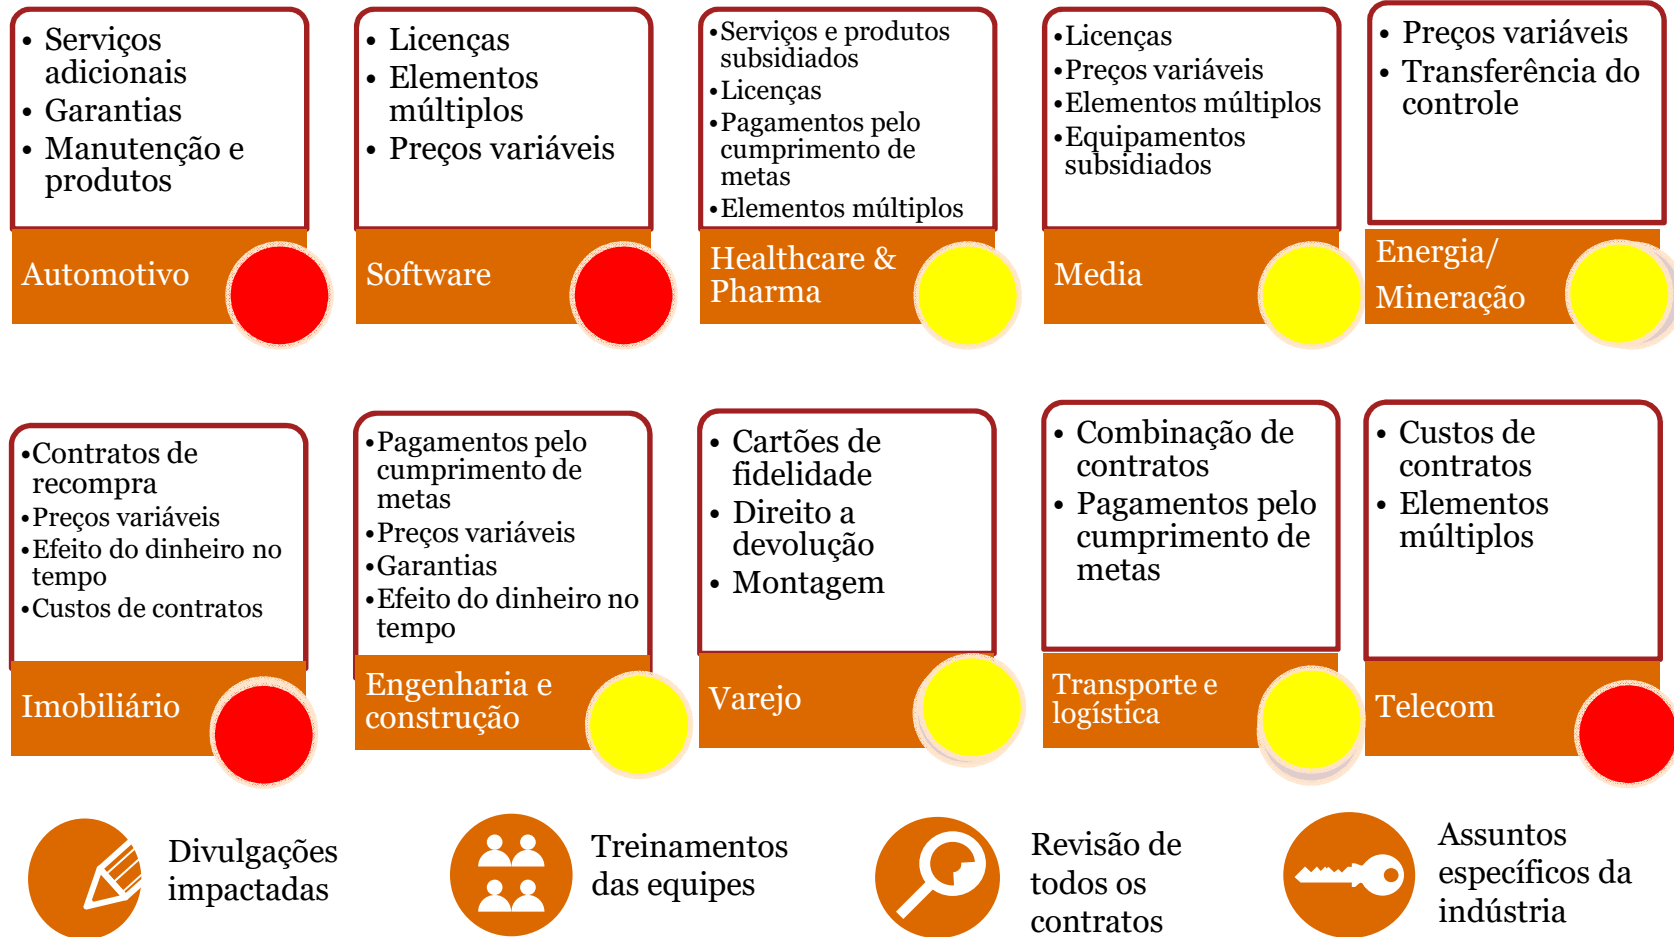 • Serviços
adicionais
• Garantias
• Manutenção e
produtos
Automotivo
• Licenças
• Elementos
múltiplos
• Preços variáveis
Software
•Serviços e produtos
subsidiados
•Licenças
•Pagamentos pelo
cumprimento de
metas
•Elementos múltiplos
Healthcare &
Pharma
•Licenças
•Preços variáveis
•Elementos múltiplos
•Equipamentos
subsidiados
Media
• Preços variáveis
• Transferência do
controle
Energia/
Mineração
•Contratos de
recompra
•Preços variáveis
•Efeito do dinheiro no
tempo
•Custos de contratos
Imobiliário
•Pagamentos pelo
cumprimento de
metas
•Preços variáveis
•Garantias
•Efeito do dinheiro no
tempo
Engenharia e
construção
• Cartões de
fidelidade
• Direito a
devolução
• Montagem
Varejo
• Combinação de
contratos
• Pagamentos pelo
cumprimento de
metas
Transporte e
logística
• Custos de
contratos
• Elementos
múltiplos
Telecom
Divulgações
impactadas
Treinamentos
das equipes
Revisão de
todos os
contratos
Assuntos
específicos da
indústria